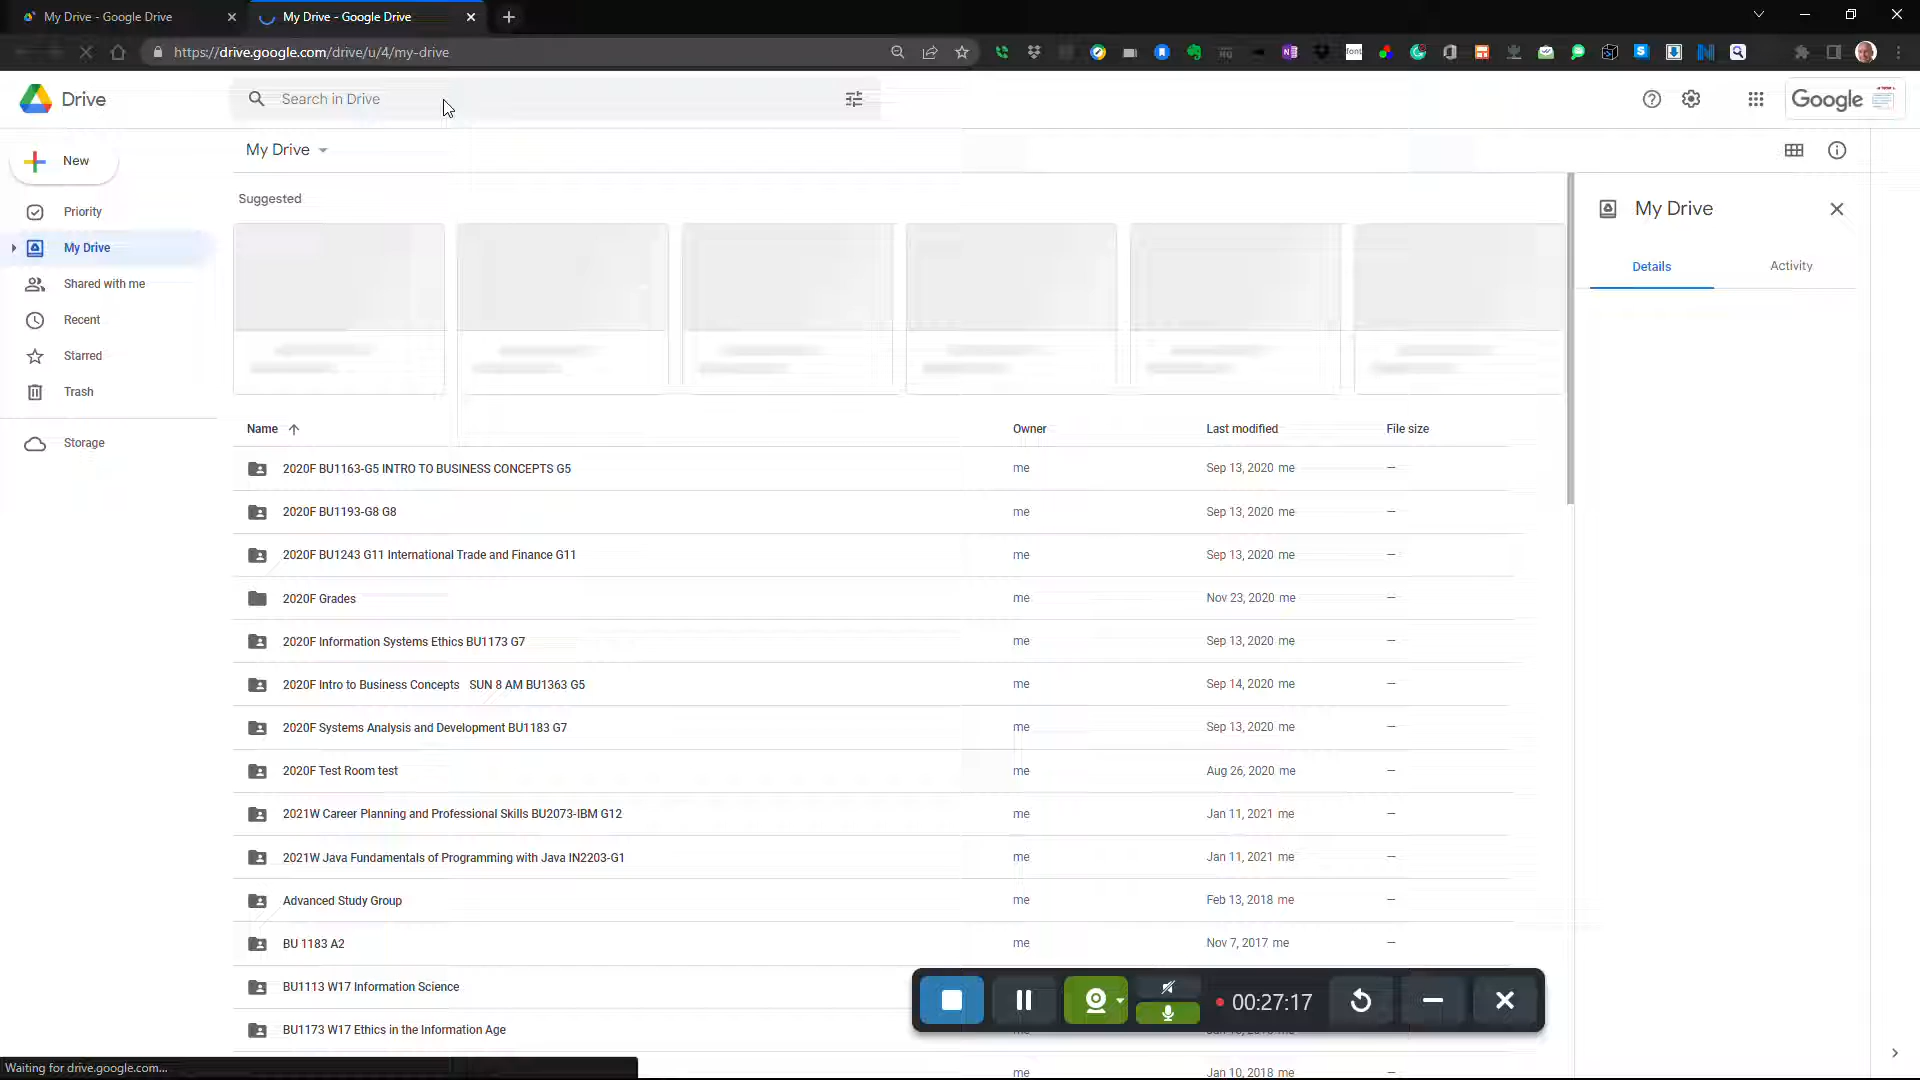 My Drive - Google Drive
My Drive - Google Drive
https://drive.google.com/drive/u/4/my-drive
font
Drive
Search in Drive
Google
New
My Drive
Suggested
My Drive
Details
Activity
Priority
My Drive
Shared with me
Recent
Starred
Trash
Storage
Name Owner Last modified File size
2020F BU1163-G5 INTRO TO BUSINESS CONCEPTS G5 me Sep 13, 2020 me —
2020F BU1193-G8 G8 me Sep 13, 2020 me —
2020F BU1243 G11 International Trade and Finance G11 me Sep 13, 2020 me —
2020F Grades me Nov 23, 2020 me —
2020F Information Systems Ethics BU1173 G7 me Sep 13, 2020 me —
2020F Intro to Business Concepts SUN 8 AM BU1363 G5 me Sep 14, 2020 me —
2020F Systems Analysis and Development BU1183 G7 me Sep 13, 2020 me —
2020F Test Room test me Aug 26, 2020 me —
2021W Career Planning and Professional Skills BU2073-IBM G12 me Jan 11, 2021 me —
2021W Java Fundamentals of Programming with Java IN2203-G1 me Jan 11, 2021 me —
Advanced Study Group me Feb 13, 2018 me —
BU 1183 A2 me Nov 7, 2017 me —
BU1113 W17 Information Science
BU1173 W17 Ethics in the Information Age
me Jan 10, 2018 me
00:27:17
Waiting for drive.google.com...